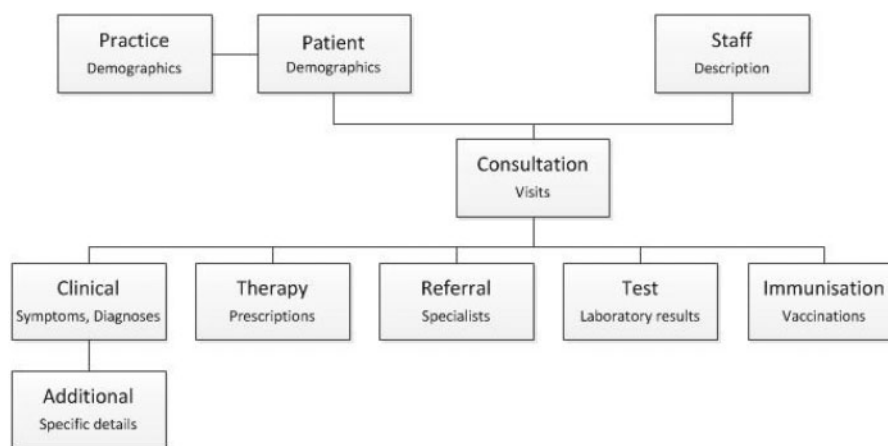 Practice
Demographics
Patient
Demographics
Staff
Description
Consultation
Visits
Clinical
Symptoms, Diagnoses
Therapy
Prescriptions
Referral
Specialists
Test
Laboratory results
Immunisation
Vaccinations
Additional
Specific details